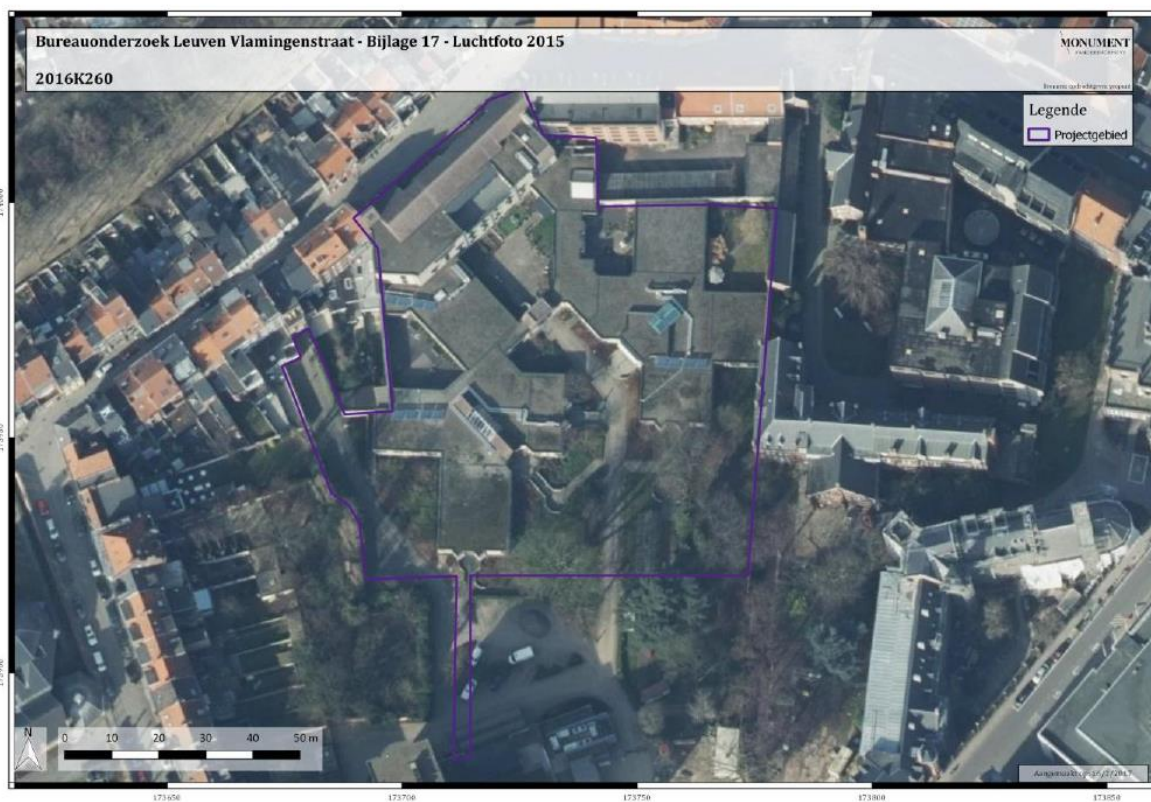 Bureauonderzoek Leuven Vlamingenstraat - Bijlage 17 - Luchtfoto 2015
2016K260
MONUMENT
Legende
Projectgebied
N
0 10 20 30 40 50 m
173650 173700 173750 173800 173850